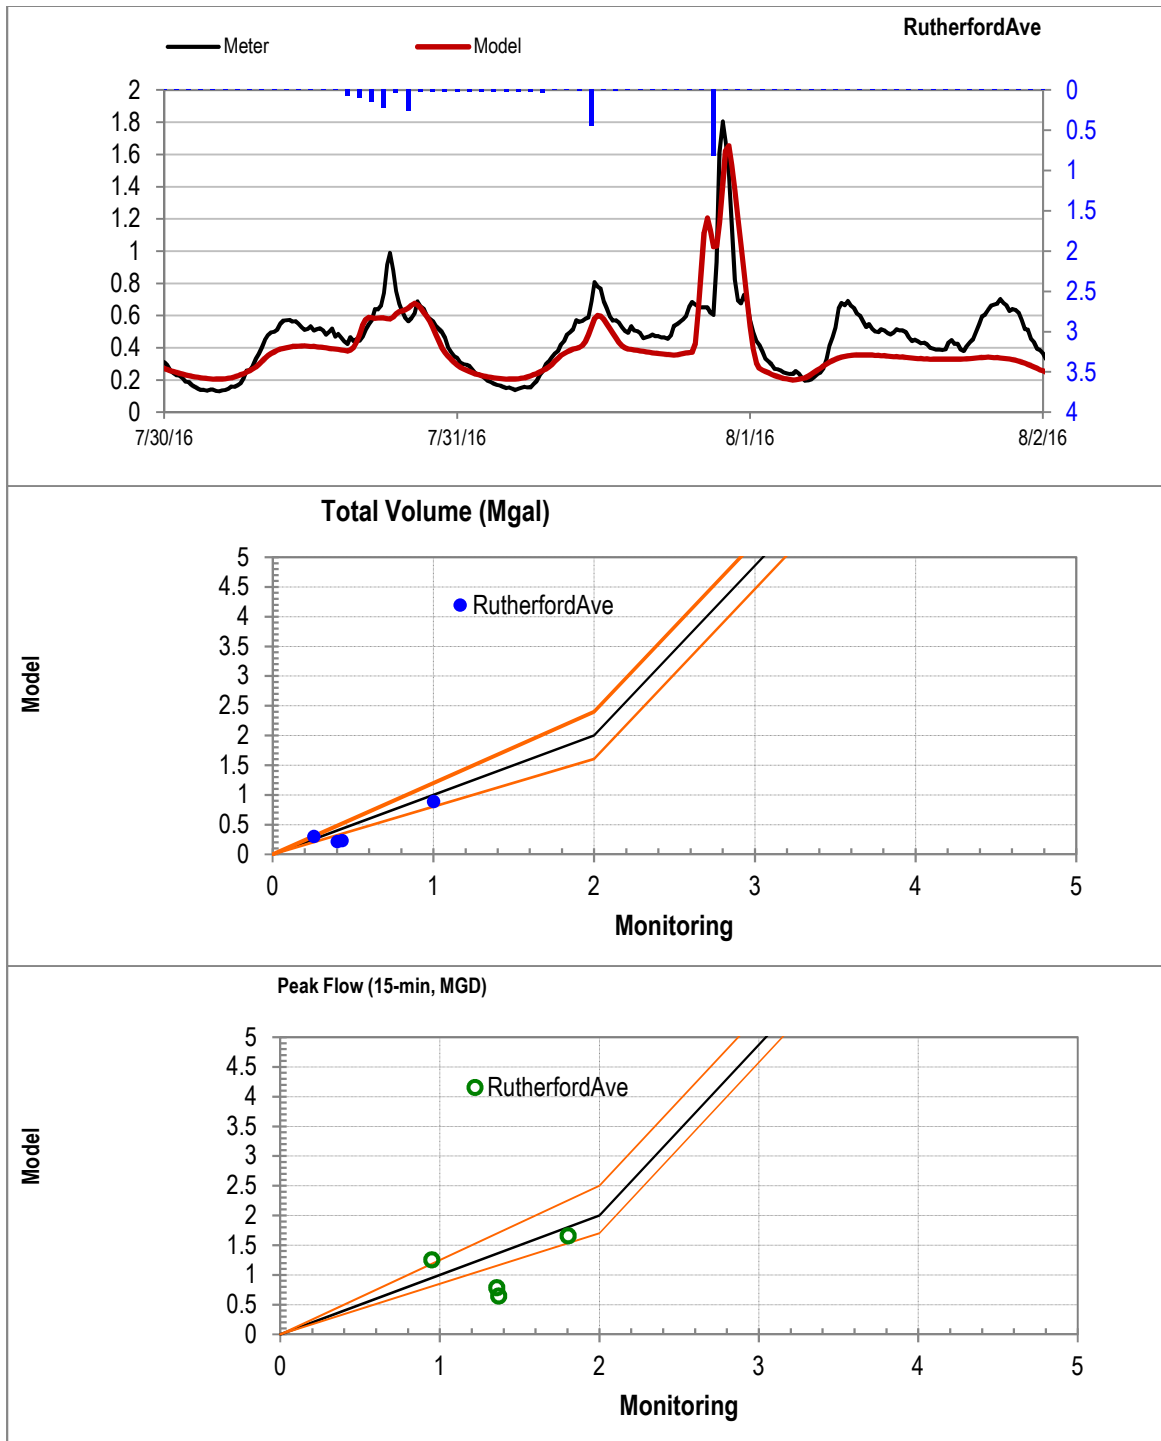 RutherfordAve
Meter Model
2 0
1.8
1.6 0.5
1.4 1
1.2 1.5
1 2
0.8 2.5
0.6 3
0.4 3.5
0.2
0 4
7/30/16 7/31/16 8/1/16 8/2/16
Total Volume (Mgal)
5
4.5
4
3.5
3
2.5
2
1.5
1
0.5
0
RutherfordAve
Model
0 1 2 3 4 5
Monitoring
Peak Flow (15-min, MGD)
5
4.5
4
3.5
3
2.5
2
1.5
1
0.5
0
RutherfordAve
Model
0 1 2 3 4 5
Monitoring